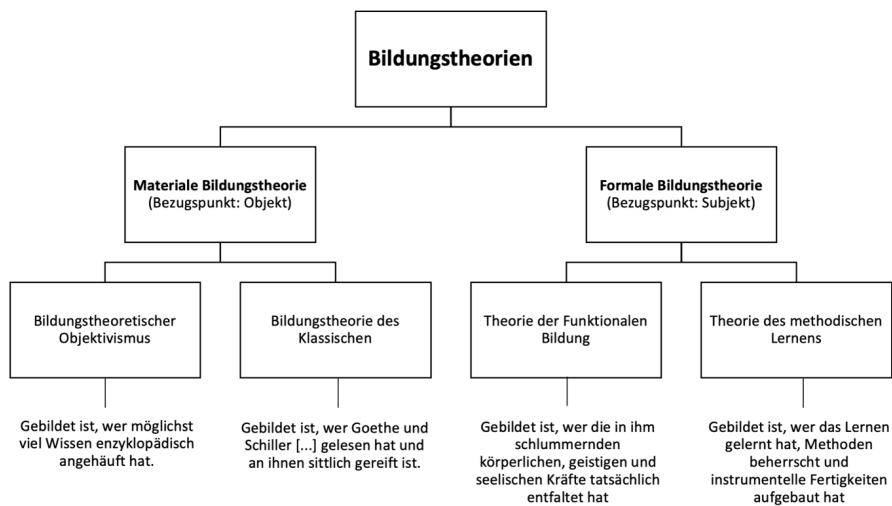 Bildungstheorien
Materiale Bildungstheorie
(Bezugspunkt: Objekt)
Formale Bildungstheorie
(Bezugspunkt: Subjekt)
Bildungstheoretischer
Objektivismus
Bildungstheorie des
Klassischen
Theorie der Funktionalen
Bildung
Theorie des methodischen
Lernens
Gebildet ist, wer möglichst
viel Wissen enzyklopädisch
angehäuft hat.
Gebildet ist, wer Goethe und
Schiller [...] gelesen hat und
an ihnen sittlich gereift ist.
Gebildet ist, wer die in ihm
schlummernden
körperlichen, geistigen und
seelischen Kräfte tatsächlich
entfaltet hat
Gebildet ist, wer das Lernen
gelernt hat, Methoden
beherrscht und
instrumentelle Fertigkeiten
aufgebaut hat